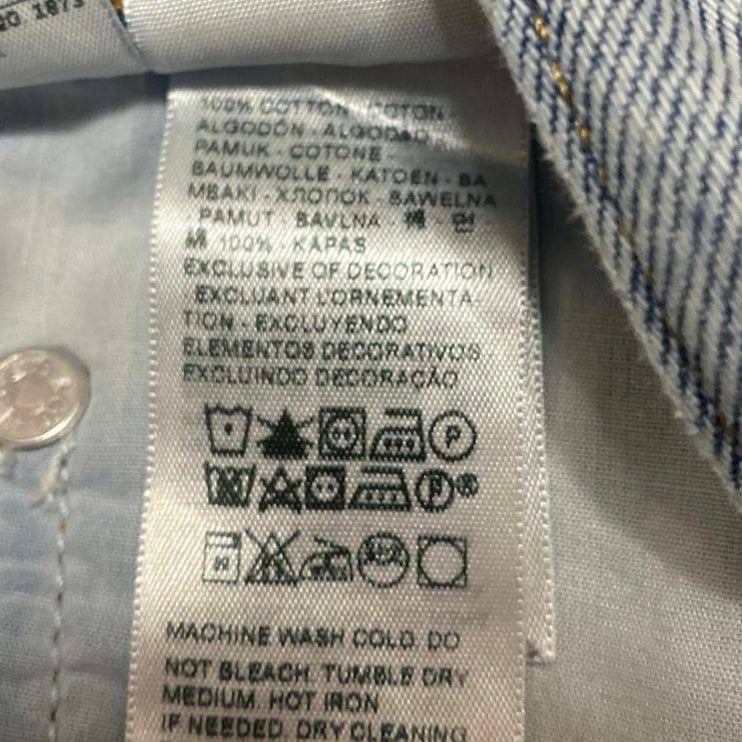 20 1873
100% COTTON - COTON -
ALGODÓN - ALGODÃO -
PAMUK - COTONE -
BAUMWOLLE - KATOEN - BA
MBAKI - ХЛОПОК - BAWEŁNA
- PAMUT - BAVLNA - 棉 - 면
綿 100% - KAPAS
EXCLUSIVE OF DECORATION
- EXCLUANT L'ORNEMENTA-
TION - EXCLUYENDO
ELEMENTOS DECORATIVOS -
EXCLUINDO DECORAÇÃO
P
P
MACHINE WASH COLD. DO
NOT BLEACH. TUMBLE DRY
MEDIUM. HOT IRON
IF NEEDED. DRY CLEANING